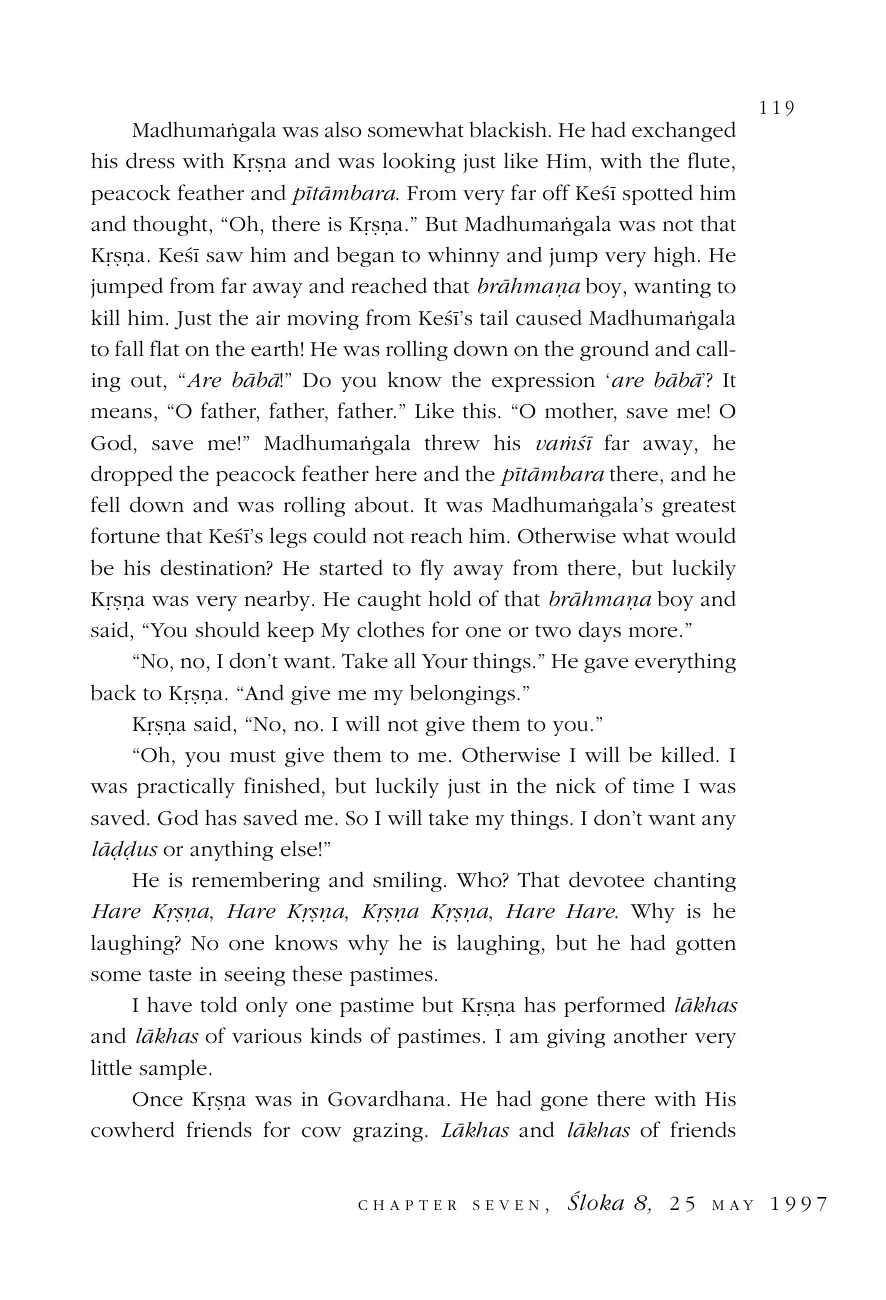 119
Madhumaṅgala was also somewhat blackish. He had exchanged
his dress with Kṛṣṇa and was looking just like Him, with the flute,
peacock feather and pītāmbara. From very far off Keśī spotted him
and thought, “Oh, there is Kṛṣṇa.” But Madhumaṅgala was not that
Kṛṣṇa. Keśī saw him and began to whinny and jump very high. He
jumped from far away and reached that brāhmaṇa boy, wanting to
kill him. Just the air moving from Keśī’s tail caused Madhumaṅgala
to fall flat on the earth! He was rolling down on the ground and call-
ing out, “Are bābā!” Do you know the expression ‘are bābā’? It
means, “O father, father, father.” Like this. “O mother, save me! O
God, save me!” Madhumaṅgala threw his vaṁśī far away, he
dropped the peacock feather here and the pītāmbara there, and he
fell down and was rolling about. It was Madhumaṅgala’s greatest
fortune that Keśī’s legs could not reach him. Otherwise what would
be his destination? He started to fly away from there, but luckily
Kṛṣṇa was very nearby. He caught hold of that brāhmaṇa boy and
said, “You should keep My clothes for one or two days more.”
“No, no, I don’t want. Take all Your things.” He gave everything
back to Kṛṣṇa. “And give me my belongings.”
Kṛṣṇa said, “No, no. I will not give them to you.”
“Oh, you must give them to me. Otherwise I will be killed. I
was practically finished, but luckily just in the nick of time I was
saved. God has saved me. So I will take my things. I don’t want any
lāḍḍus or anything else!”
He is remembering and smiling. Who? That devotee chanting
Hare Kṛṣṇa, Hare Kṛṣṇa, Kṛṣṇa Kṛṣṇa, Hare Hare. Why is he
laughing? No one knows why he is laughing, but he had gotten
some taste in seeing these pastimes.
I have told only one pastime but Kṛṣṇa has performed lākhas
and lākhas of various kinds of pastimes. I am giving another very
little sample.
Once Kṛṣṇa was in Govardhana. He had gone there with His
cowherd friends for cow grazing. Lākhas and lākhas of friends
CHAPTER SEVEN, Śloka 8, 25 MAY 1997